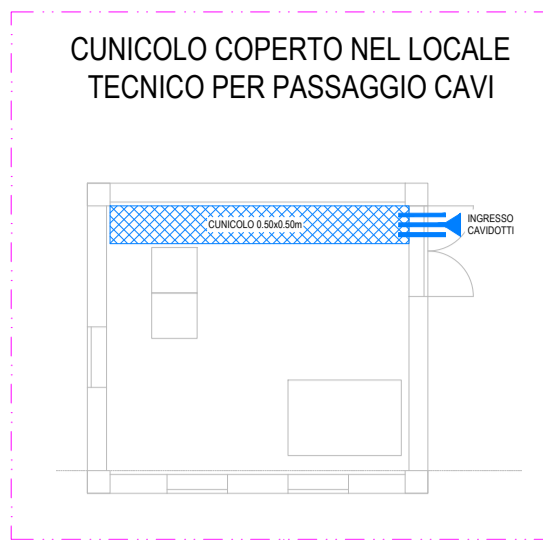 CUNICOLO COPERTO NEL LOCALE
TECNICO PER PASSAGGIO CAVI
CUNICOLO 0.50x0.50m
INGRESSO
CAVIDOTTI